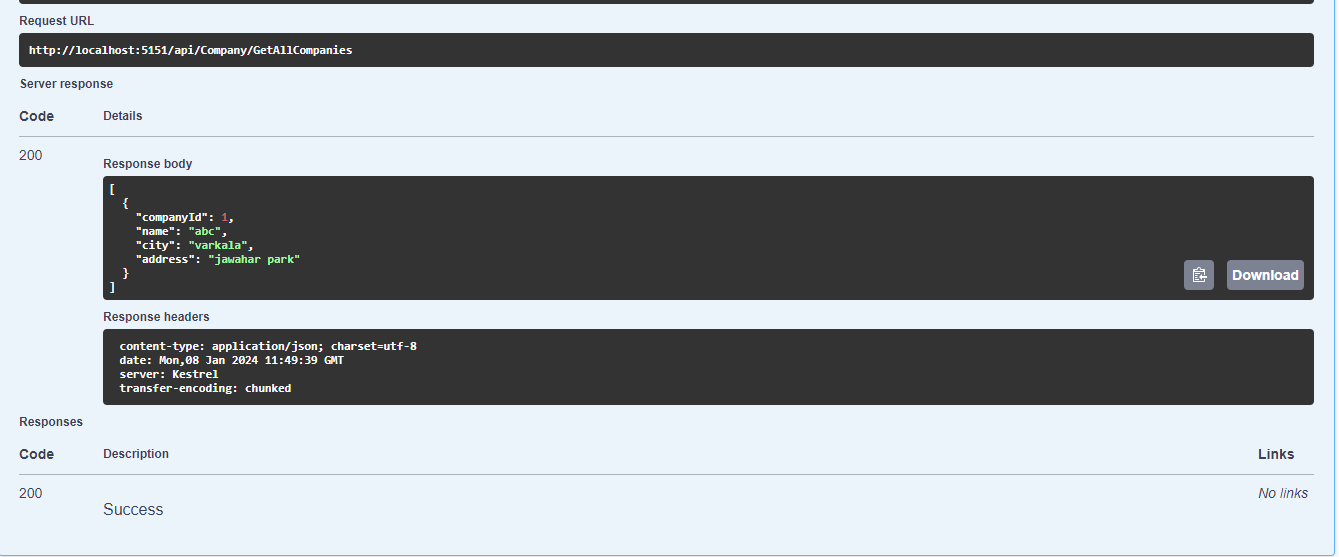 Request URL
http://localhost:5151/api/Company/GetAllCompanies
Server response
Code Details
200
Response body
[
  {
    "companyId": 1,
    "name": "abc",
    "city": "varkala",
    "address": "jawahar park"
  }
]
Download
Response headers
content-type: application/json; charset=utf-8
date: Mon,08 Jan 2024 11:49:39 GMT
server: Kestrel
transfer-encoding: chunked
Responses
Code Description Links
200 No links
Success